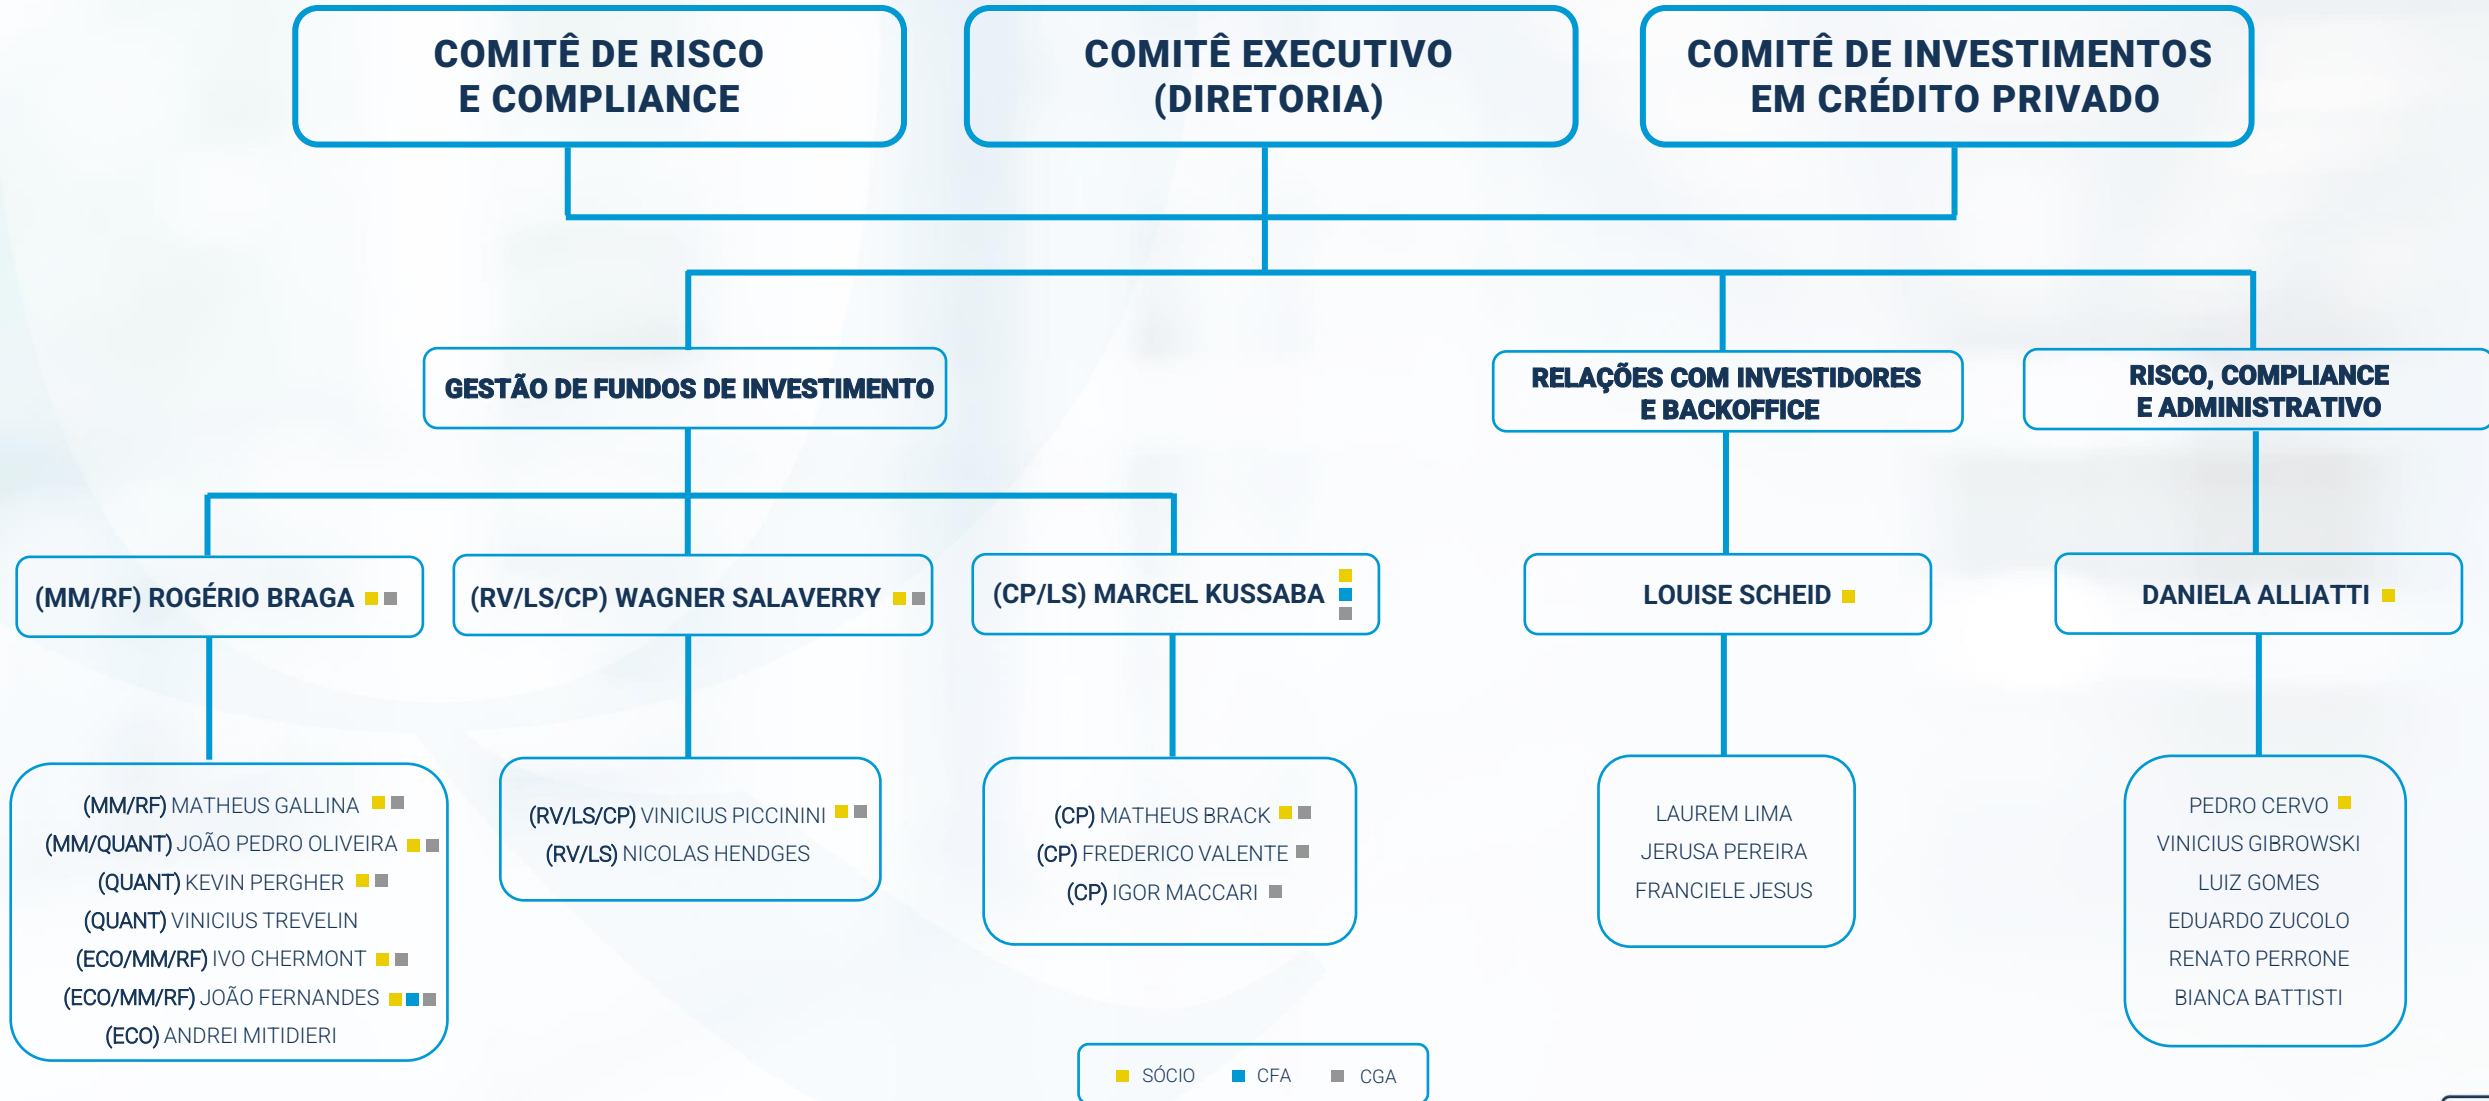 COMITÊ DE RISCO
E COMPLIANCE
COMITÊ EXECUTIVO
(DIRETORIA)
COMITÊ DE INVESTIMENTOS
EM CRÉDITO PRIVADO
GESTÃO DE FUNDOS DE INVESTIMENTO
RELAÇÕES COM INVESTIDORES
E BACKOFFICE
RISCO, COMPLIANCE
E ADMINISTRATIVO
(MM/RF) ROGÉRIO BRAGA
(RV/LS/CP) WAGNER SALAVERRY
(CP/LS) MARCEL KUSSABA
LOUISE SCHEID
DANIELA ALLIATTI
(MM/RF) MATHEUS GALLINA
(MM/QUANT) JOÃO PEDRO OLIVEIRA
(QUANT) KEVIN PERGHER
(QUANT) VINICIUS TREVELIN
(ECO/MM/RF) IVO CHERMONT
(ECO/MM/RF) JOÃO FERNANDES
(ECO) ANDREI MITIDIERI
(RV/LS/CP) VINICIUS PICCININI
(RV/LS) NICOLAS HENDGES
(CP) MATHEUS BRACK
(CP) FREDERICO VALENTE
(CP) IGOR MACCARI
LAUREM LIMA
JERUSA PEREIRA
FRANCIELE JESUS
PEDRO CERVO
VINICIUS GIBROWSKI
LUIZ GOMES
EDUARDO ZUCOLO
RENATO PERRONE
BIANCA BATTISTI
SÓCIO CFA CGA